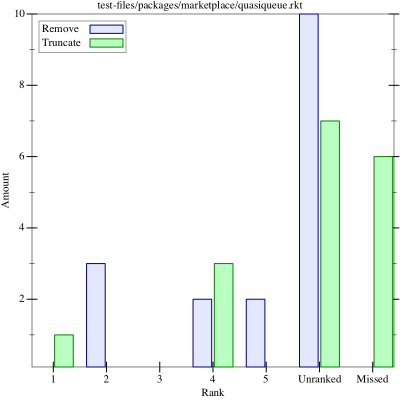 test-files/packages/marketplace/quasiqueue.rkt
Remove
Truncate
10
8
6
4
2
Amount
1 2 3 4 5 Unranked Missed
Rank